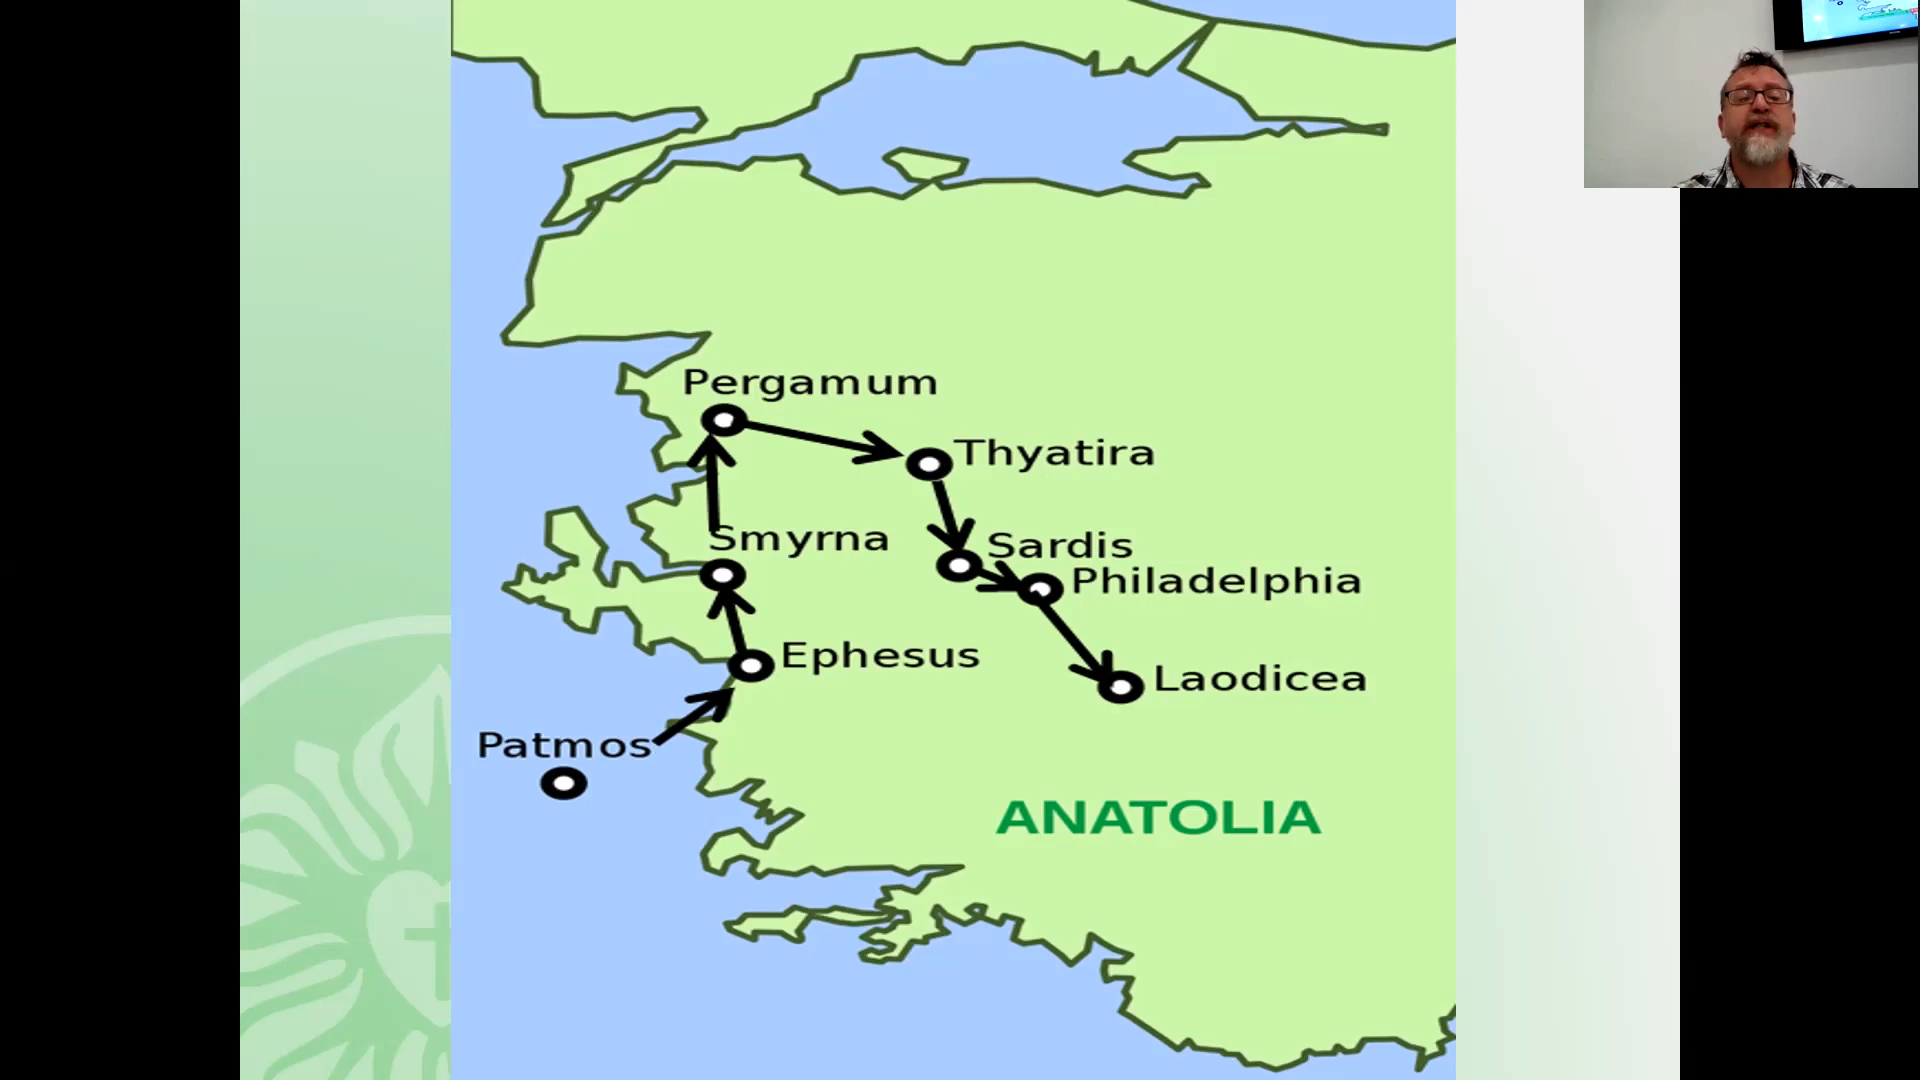 Pergamum
Thyatira
Smyrna
Sardis
Philadelphia
Ephesus
Laodicea
Patmos
ANATOLIA